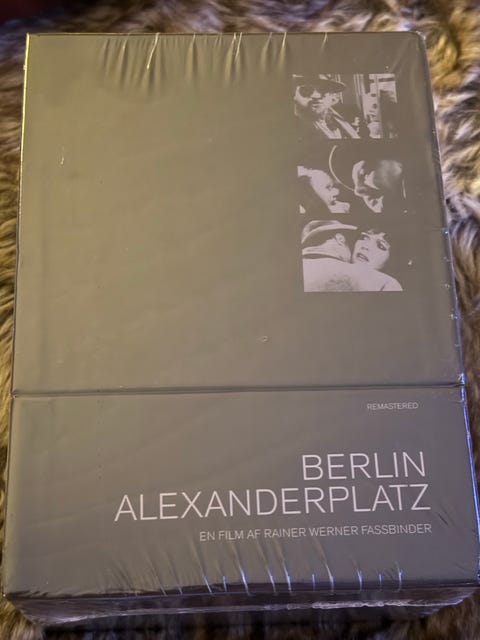 REMASTERED
BERLIN
ALEXANDERPLATZ
EN FILM AF RAINER WERNER FASSBINDER